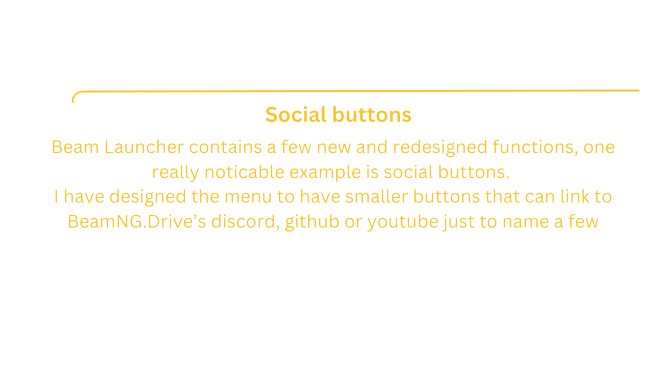 Social buttons
Beam Launcher contains a few new and redesigned functions, one
really noticable example is social buttons.
I have designed the menu to have smaller buttons that can link to
BeamNG.Drive’s discord, github or youtube just to name a few